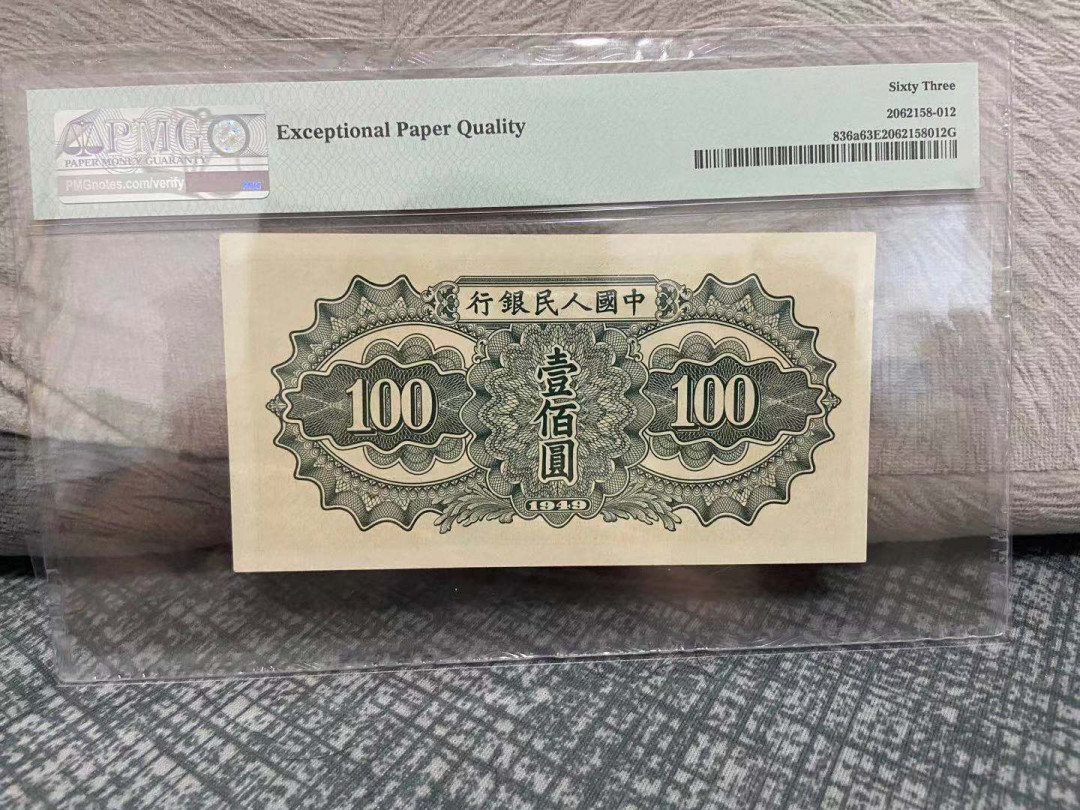 PMG
PAPER MONEY GUARANTY
PMGnotes.com/verify
Exceptional Paper Quality
Sixty Three
2062158-012
836a63E2062158012G
行銀民人國中
100
壹佰圓
100
1949